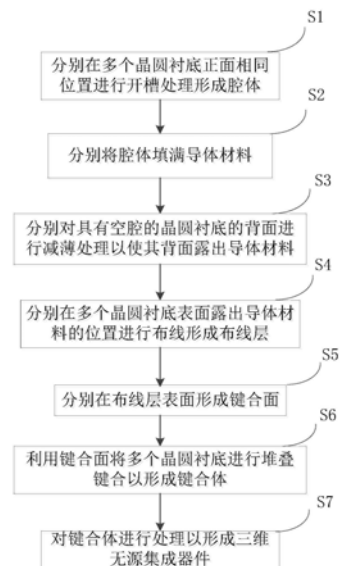 S1
分别在多个晶圆衬底正面相同
位置进行开槽处理形成腔体
S2
分别将腔体填满导体材料
S3
分别对具有空腔的晶圆衬底的背面进
行减薄处理以使其背面露出导体材料
S4
分别在多个晶圆衬底表面露出导体材
料的位置进行布线形成布线层
S5
分别在布线层表面形成键合面
S6
利用键合面将多个晶圆衬底进行堆叠
键合以形成键合体
S7
对键合体进行处理以形成三维
无源集成器件